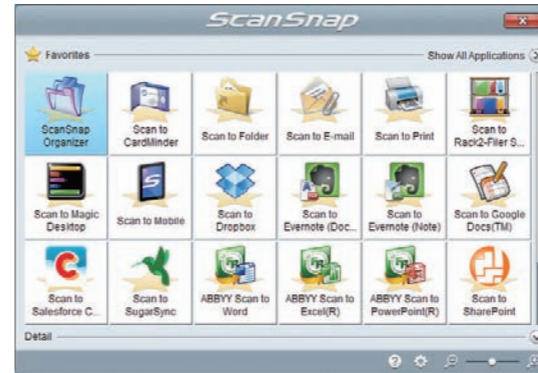 ScanSnap
Favorites
Show All Applications
ScanSnap
Organizer
Scan to
CardMinder
Scan to Folder
Scan to E-mail
Scan to Print
Scan to
Rack2-Filer S...
Scan to Magic
Desktop
Scan to Mobile
Scan to
Dropbox
Scan to
Evernote (Doc...
Scan to
Evernote (Note)
Scan to Google
Docs(TM)
Scan to
Salesforce C...
Scan to
SugarSync
ABBYY Scan to
Word
ABBYY Scan to
Excel(R)
ABBYY Scan to
PowerPoint(R)
Scan to
SharePoint
Detail